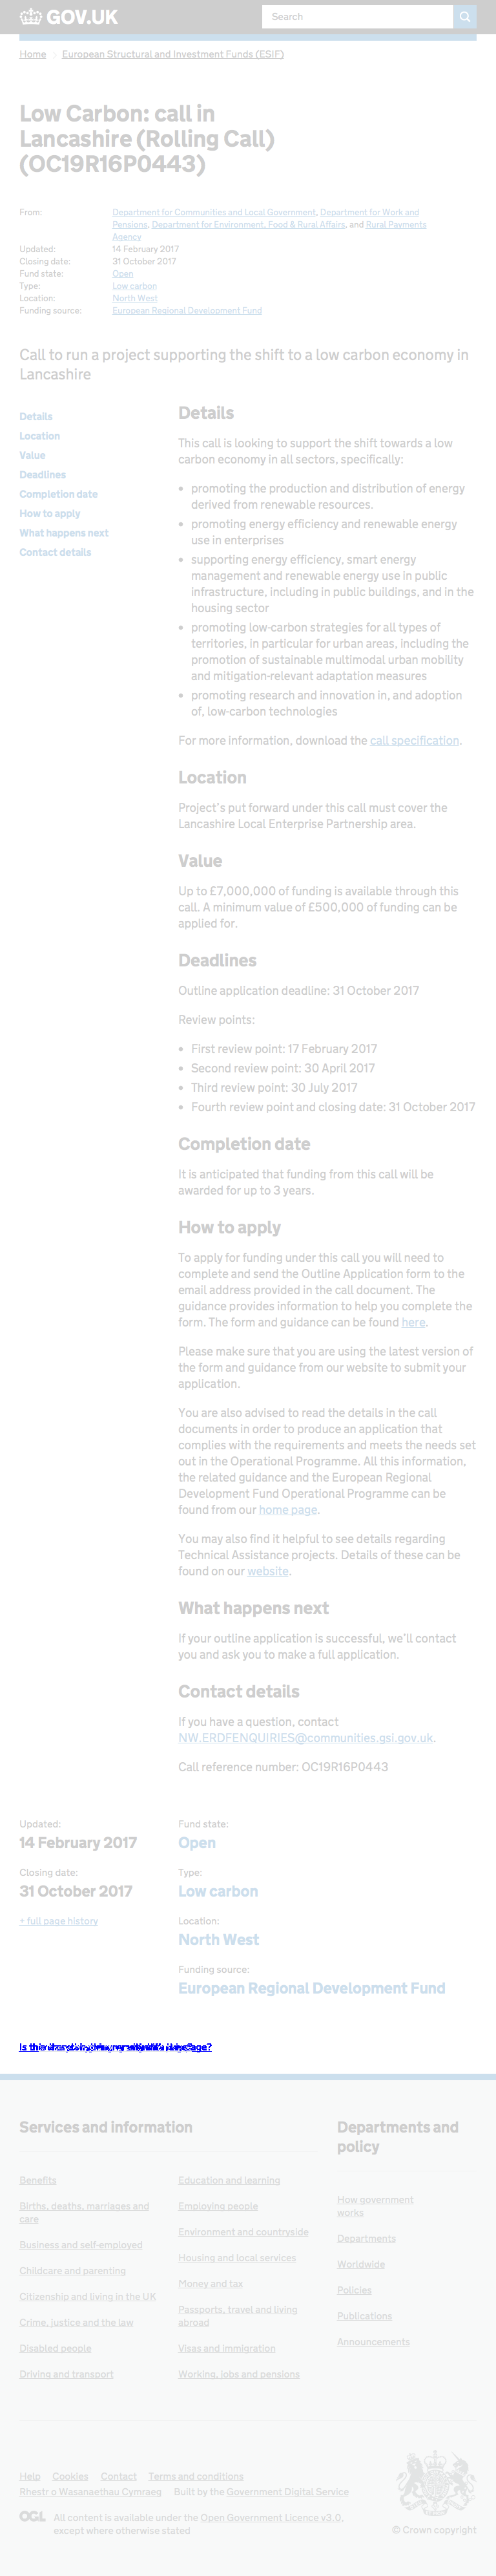 GOV.UK
Search
Home
European Structural and Investment Funds (ESIF)
Low Carbon: call in
Lancashire (Rolling Call)
(OC19R16P0443)
From:
Department for Communities and Local Government, Department for Work and
Pensions, Department for Environment, Food & Rural Affairs, and Rural Payments
Agency
Updated:
14 February 2017
Closing date:
31 October 2017
Fund state:
Open
Type:
Low carbon
Location:
North West
Funding source:
European Regional Development Fund
Call to run a project supporting the shift to a low carbon economy in
Lancashire
Details
Location
Value
Deadlines
Completion date
How to apply
What happens next
Contact details
Details
This call is looking to support the shift towards a low
carbon economy in all sectors, specifically:
• promoting the production and distribution of energy
derived from renewable resources.
• promoting energy efficiency and renewable energy
use in enterprises
• supporting energy efficiency, smart energy
management and renewable energy use in public
infrastructure, including in public buildings, and in the
housing sector
• promoting low-carbon strategies for all types of
territories, in particular for urban areas, including the
promotion of sustainable multimodal urban mobility
and mitigation-relevant adaptation measures
• promoting research and innovation in, and adoption
of, low-carbon technologies
For more information, download the call specification.
Location
Project's put forward under this call must cover the
Lancashire Local Enterprise Partnership area.
Value
Up to £7,000,000 of funding is available through this
call. A minimum value of £500,000 of funding can be
applied for.
Deadlines
Outline application deadline: 31 October 2017
Review points:
• First review point: 17 February 2017
• Second review point: 30 April 2017
• Third review point: 30 July 2017
• Fourth review point and closing date: 31 October 2017
Completion date
It is anticipated that funding from this call will be
awarded for up to 3 years.
How to apply
To apply for funding under this call you will need to
complete and send the Outline Application form to the
email address provided in the call document. The
guidance provides information to help you complete the
form. The form and guidance can be found here.
Please make sure that you are using the latest version of
the form and guidance from our website to submit your
application.
You are also advised to read the details in the call
documents in order to produce an application that
complies with the requirements and meets the needs set
out in the Operational Programme. All this information,
the related guidance and the European Regional
Development Fund Operational Programme can be
found from our home page.
You may also find it helpful to see details regarding
Technical Assistance projects. Details of these can be
found on our website.
What happens next
If your outline application is successful, we'll contact
you and ask you to make a full application.
Contact details
If you have a question, contact
NW.ERDFENQUIRIES@communities.gsi.gov.uk.
Call reference number: OC19R16P0443
Updated:
14 February 2017
Closing date:
31 October 2017
+ full page history
Fund state:
Open
Type:
Low carbon
Location:
North West
Funding source:
European Regional Development Fund
Services and information
Benefits
Births, deaths, marriages and
care
Business and self-employed
Childcare and parenting
Citizenship and living in the UK
Crime, justice and the law
Disabled people
Driving and transport
Education and learning
Employing people
Environment and countryside
Housing and local services
Money and tax
Passports, travel and living
abroad
Visas and immigration
Working, jobs and pensions
Departments and
policy
How government
works
Departments
Worldwide
Policies
Publications
Announcements
Help Cookies Contact Terms and conditions
Rhestr o Wasanaethau Cymraeg Built by the Government Digital Service
OGL All content is available under the Open Government Licence v3.0,
except where otherwise stated
© Crown copyright